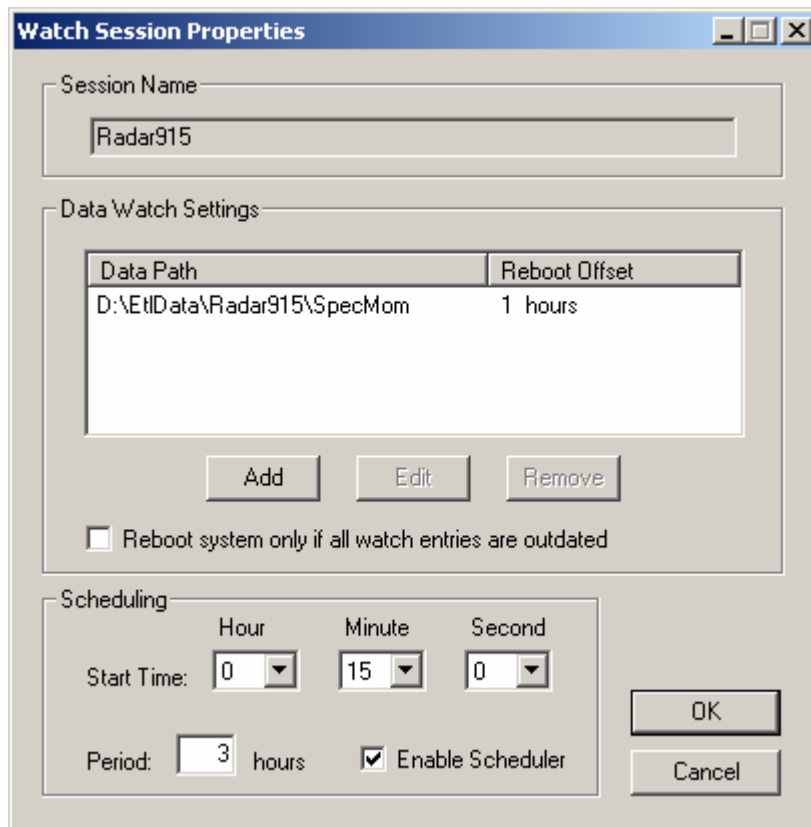 Watch Session Properties
Session Name
Radar915
Data Watch Settings
Data Path Reboot Offset
D:\EtlData\Radar915\SpecMom 1 hours
Add Edit Remove
Reboot system only if all watch entries are outdated
Scheduling
Hour Minute Second
Start Time: 0 15 0
Period: 3 hours Enable Scheduler
OK
Cancel